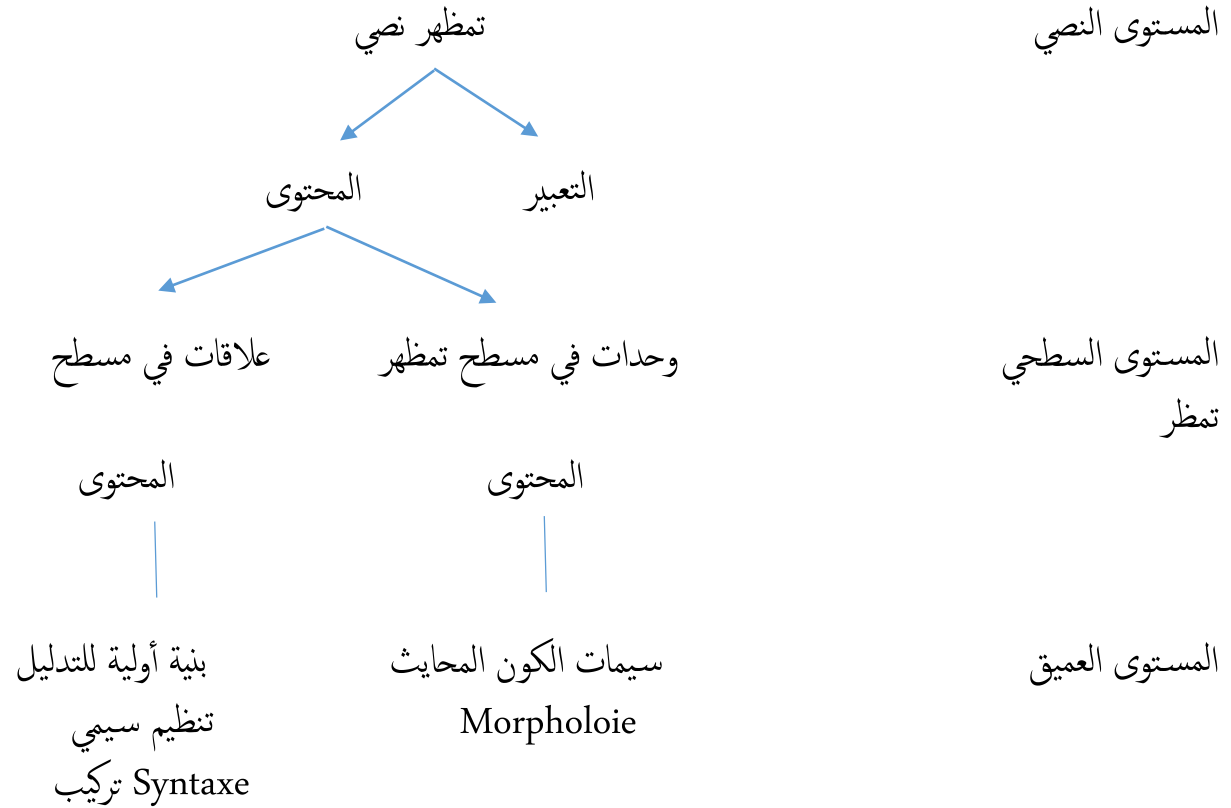 المستوى النصي تمظهر نصي
التعبير المحتوى
المستوى السطحي وحدات في مسطح تمظهر علاقات في مسطح
تمظر
المحتوى المحتوى
المستوى العميق سيمات الكون المحايث بنية أولية للتدليل
Morpholoie تنظيم سيمي
Syntaxe تركيب